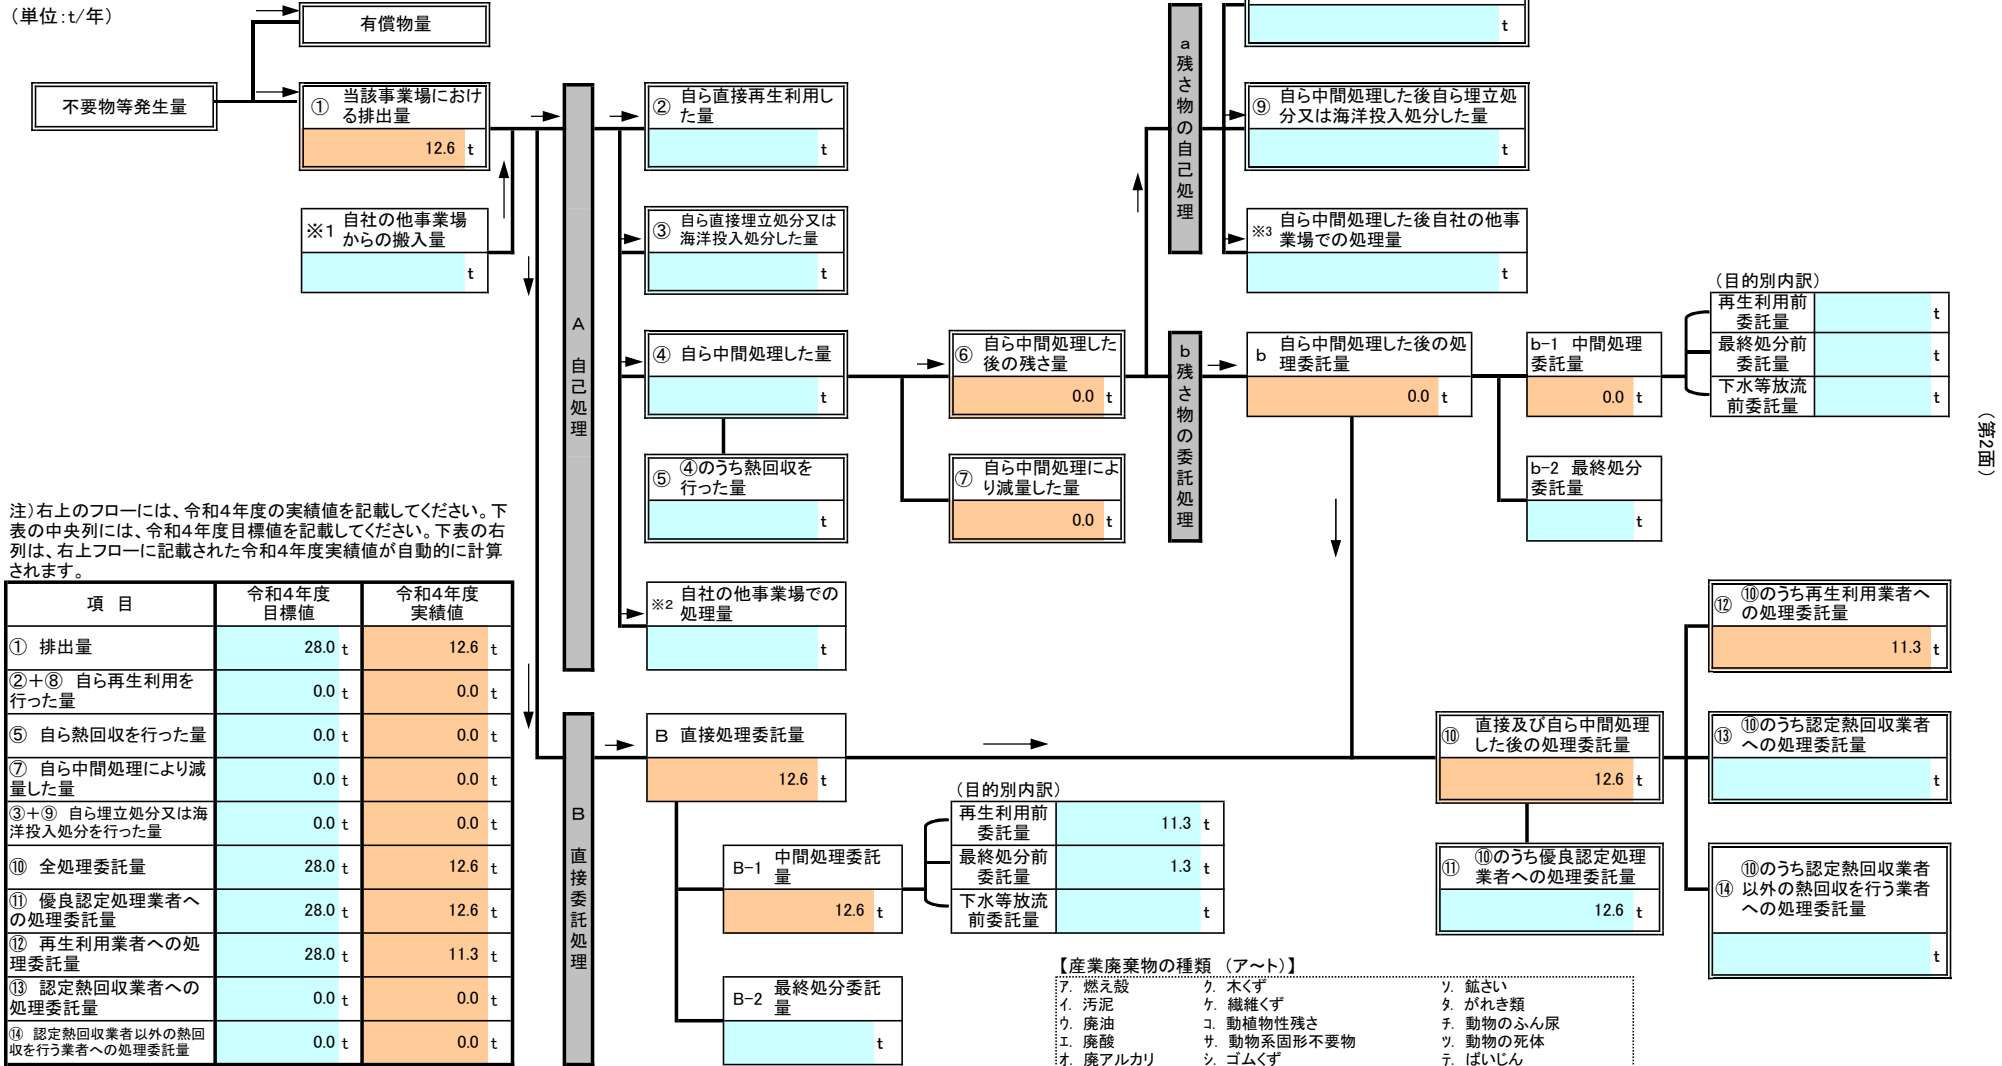 （単位:t/年）
有償物量
t
不要物等発生量
① 当該事業場におけ
る排出量
12.6 t
※1 自社の他事業場
からの搬入量
t
A 自己処理
② 自ら直接再生利用し
た量
t
③ 自ら直接埋立処分又は
海洋投入処分した量
t
④ 自ら中間処理した量
t
⑤ ④のうち熱回収を
行った量
t
※2 自社の他事業場での
処理量
t
⑥ 自ら中間処理した
後の残さ量
0.0 t
⑦ 自ら中間処理によ
り減量した量
0.0 t
a残さ物の自己処理
⑨ 自ら中間処理した後自ら埋立処
分又は海洋投入処分した量
t
※3 自ら中間処理した後自社の他事
業場での処理量
t
b残さ物の委託処理
b 自ら中間処理した後の処
理委託量
0.0 t
b-1 中間処理
委託量
0.0 t
b-2 最終処分
委託量
t
（目的別内訳）
再生利用前
委託量 t
最終処分前
委託量 t
下水等放流
前委託量 t
（第2面）
注）右上のフローには、令和4年度の実績値を記載してください。下
表の中央列には、令和4年度目標値を記載してください。下表の右
列は、右上フローに記載された令和4年度実績値が自動的に計算
されます。
項 目 令和4年度
目標値 令和4年度
実績値
① 排出量 28.0 t 12.6 t
②＋⑧ 自ら再生利用を
行った量 0.0 t 0.0 t
⑤ 自ら熱回収を行った量 0.0 t 0.0 t
⑦ 自ら中間処理により減
量した量 0.0 t 0.0 t
③＋⑨ 自ら埋立処分又は海
洋投入処分を行った量 0.0 t 0.0 t
⑩ 全処理委託量 28.0 t 12.6 t
⑪ 優良認定処理業者へ
の処理委託量 28.0 t 12.6 t
⑫ 再生利用業者への処
理委託量 28.0 t 11.3 t
⑬ 認定熱回収業者への
処理委託量 0.0 t 0.0 t
⑭ 認定熱回収業者以外の熱回
収を行う業者への処理委託量 0.0 t 0.0 t
B 直接委託処理
B 直接処理委託量
12.6 t
B-1 中間処理委託
量
12.6 t
B-2 最終処分委託
量
t
（目的別内訳）
再生利用前
委託量 11.3 t
最終処分前
委託量 1.3 t
下水等放流
前委託量 t
⑩ 直接及び自ら中間処理
した後の処理委託量
12.6 t
⑪ ⑩のうち優良認定処理
業者への処理委託量
12.6 t
⑫ ⑩のうち再生利用業者へ
の処理委託量
11.3 t
⑬ ⑩のうち認定熱回収業者
への処理委託量
t
⑭ ⑩のうち認定熱回収業者
以外の熱回収を行う業者
への処理委託量
t
【産業廃棄物の種類 （ア～ト）】
ア. 燃え殻 ク. 木くず ソ. 鉱さい
イ. 汚泥 ケ. 繊維くず タ. がれき類
ウ. 廃油 コ. 動植物性残さ チ. 動物のふん尿
エ. 廃酸 サ. 動物系固形不要物 ツ. 動物の死体
オ. 廃アルカリ シ. ゴムくず テ. ばいじん